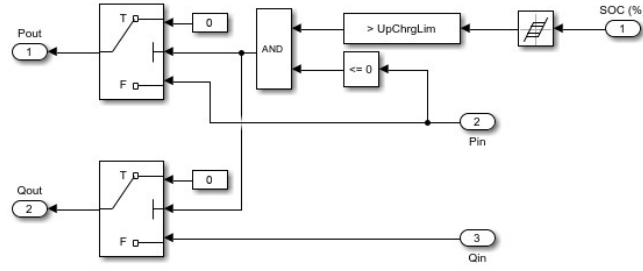 SOC (%
1
Pout
1
T
0
AND
> UpChrgLim
<= 0
F
2
Pin
Qout
2
T
0
F
3
Qin